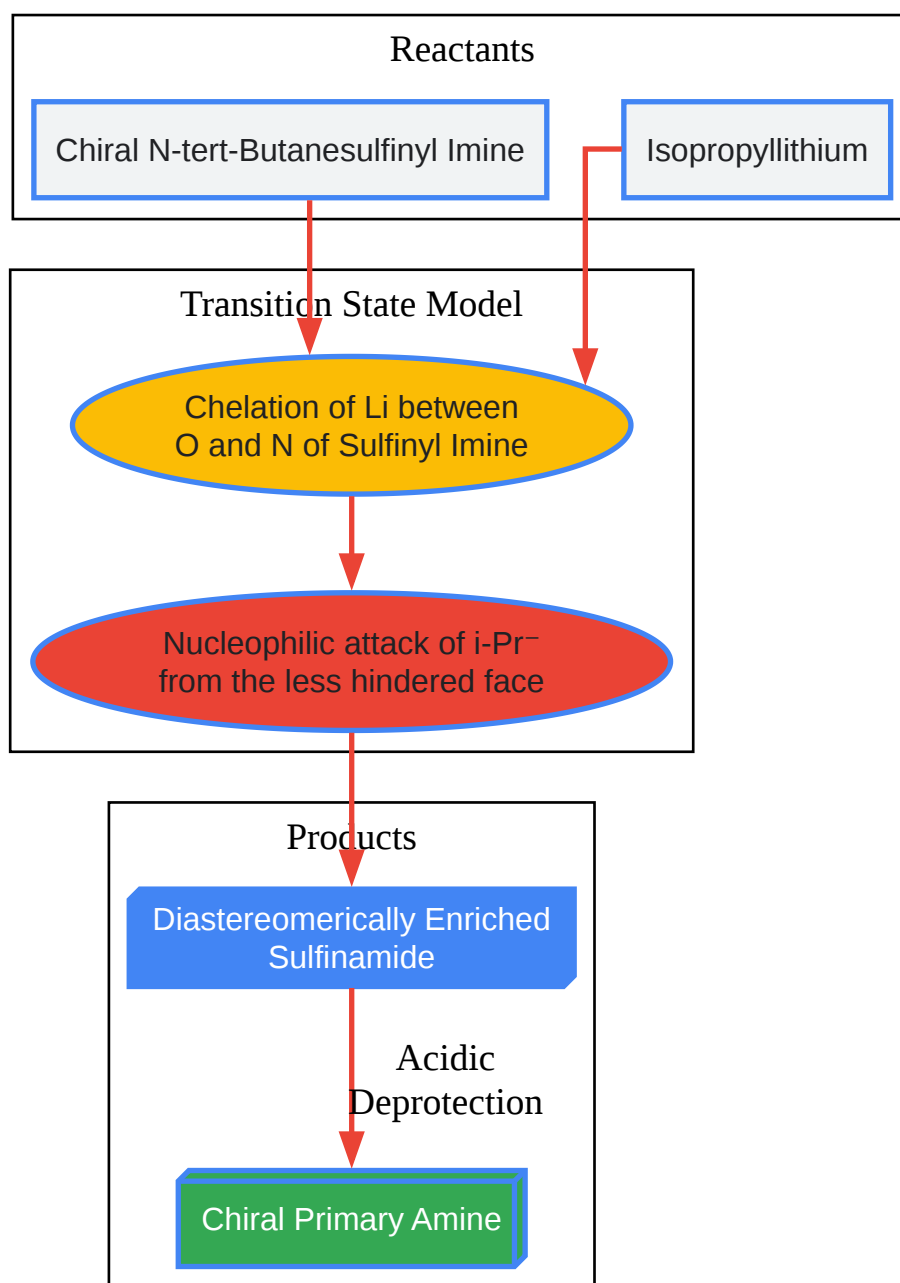 Reactants
Chiral N-tert-Butanesulfinyl Imine
Isopropyllithium
Transition State Model
Chelation of Li between
O and N of Sulfinyl Imine
Nucleophilic attack of i-Pr⁻
from the less hindered face
Products
Diastereomerically Enriched
Sulfinamide
Acidic
Deprotection
Chiral Primary Amine